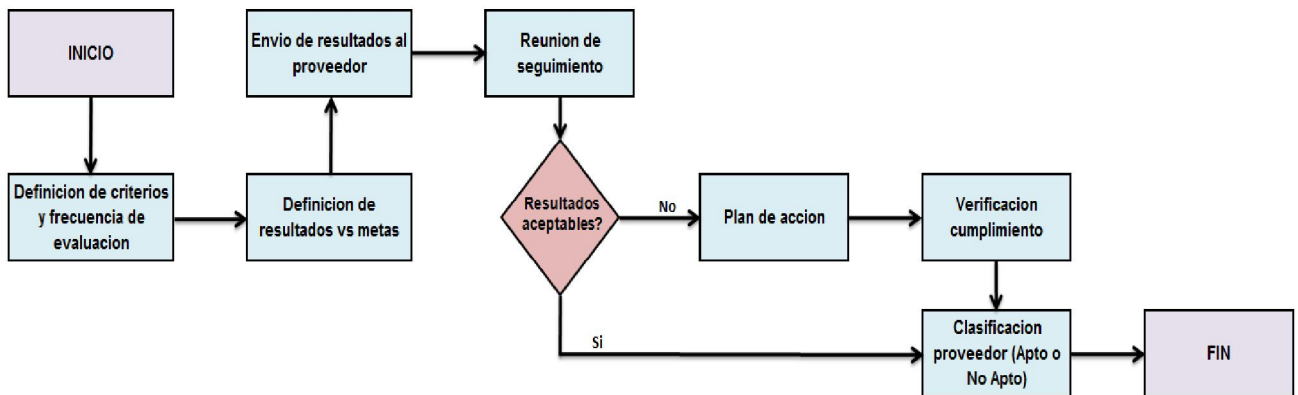 INICIO
Definicion de criterios
y frecuencia de
evaluacion
Definicion de
resultados vs metas
Envio de resultados al
proveedor
Reunion de
seguimiento
Resultados
aceptables?
No
Plan de accion
Verificacion
cumplimiento
Si
Clasificacion
proveedor (Apto o
No Apto)
FIN